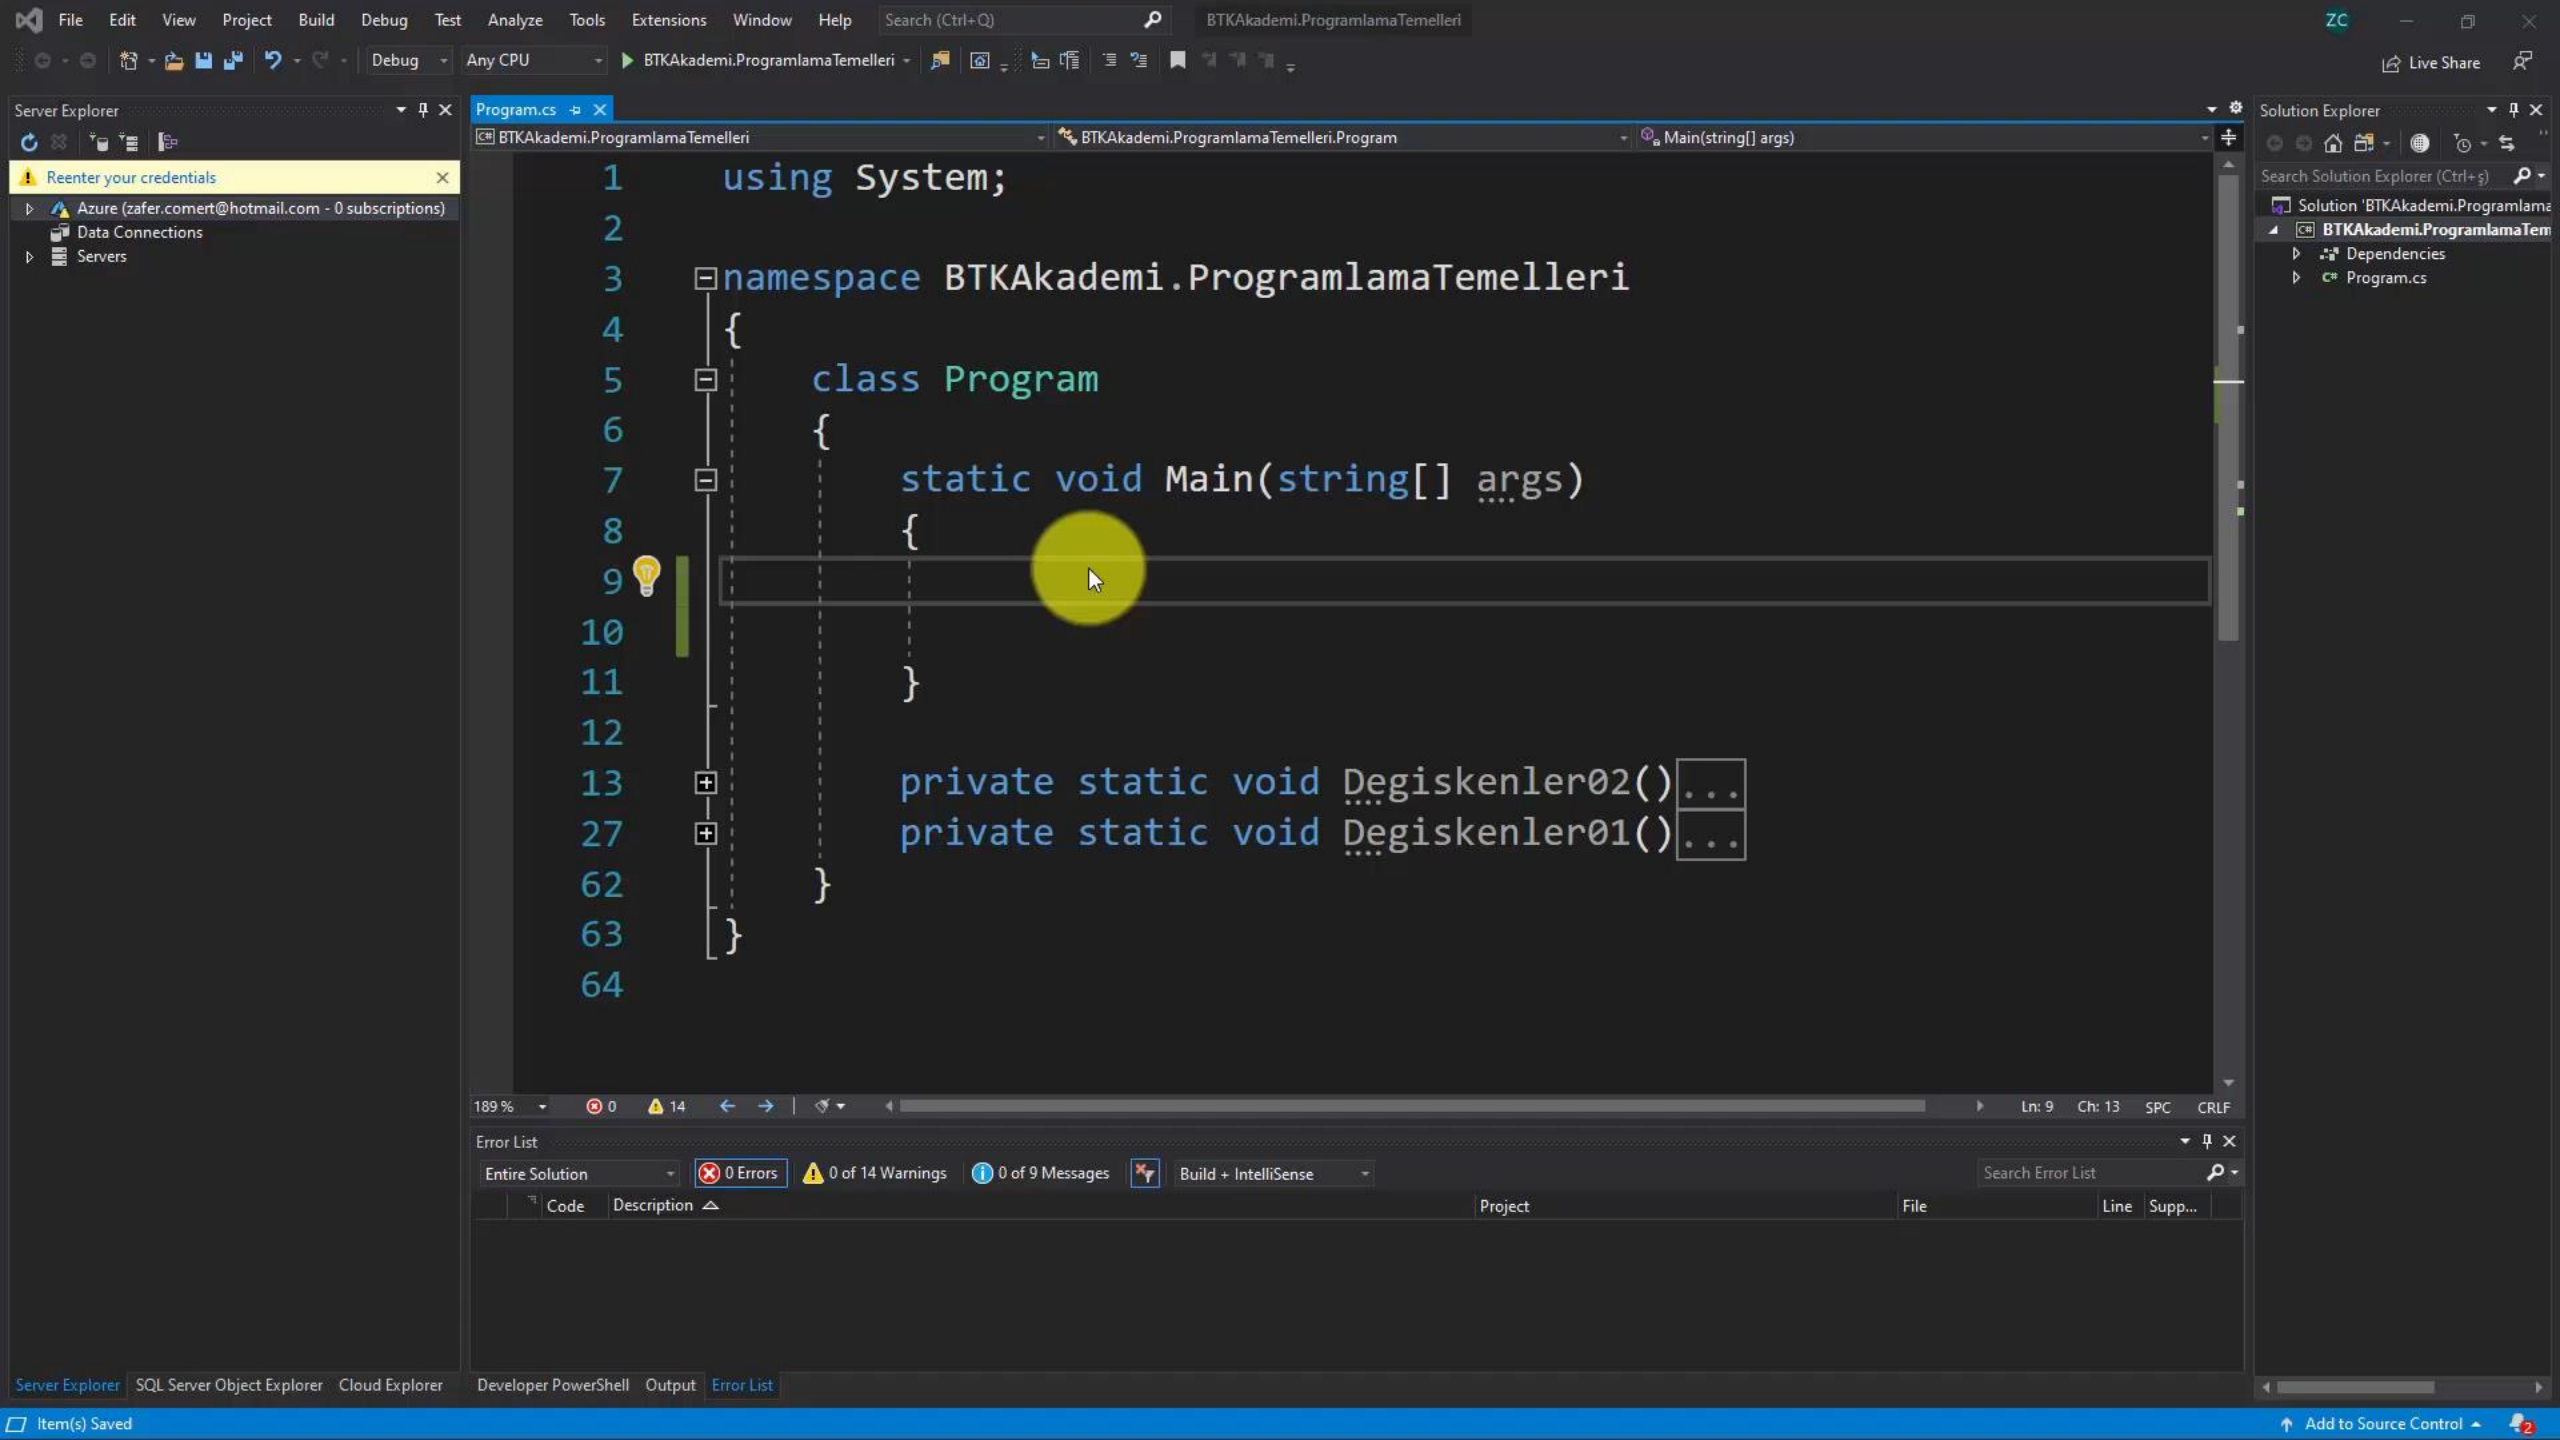 File Edit View Project Build Debug Test Analyze Tools Extensions Window Help Search (Ctrl+Q) BTKAkademi.ProgramlamaTemelleri ZC
Debug Any CPU BTKAkademi.ProgramlamaTemelleri Live Share
Server Explorer
Reenter your credentials
Azure (zafer.comert@hotmail.com - 0 subscriptions)
Data Connections
Servers
Program.cs
BTKAkademi.ProgramlamaTemelleri BTKAkademi.ProgramlamaTemelleri.Program Main(string[] args)
1 using System;
2
3 namespace BTKAkademi.ProgramlamaTemelleri
4 {
5 class Program
6 {
7 static void Main(string[] args)
8 {
9
10
11 }
12
13 private static void Degiskenler02()...
27 private static void Degiskenler01()...
62 }
63 }
64
189 % 0 14 Ln: 9 Ch: 13 SPC CRLF
Error List
Entire Solution 0 Errors 0 of 14 Warnings 0 of 9 Messages Build + IntelliSense Search Error List
Code Description Project File Line Supp...
Solution Explorer
Search Solution Explorer (Ctrl+ş)
Solution 'BTKAkademi.Programlama
BTKAkademi.ProgramlamaTem
Dependencies
C# Program.cs
Server Explorer SQL Server Object Explorer Cloud Explorer Developer PowerShell Output Error List
Item(s) Saved Add to Source Control 2